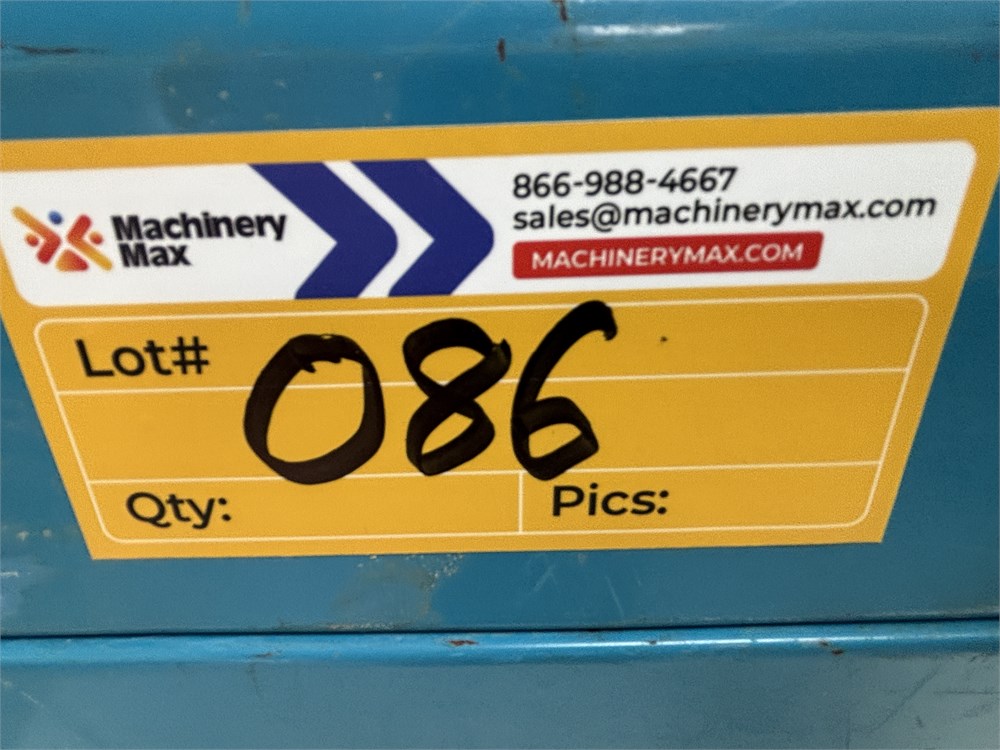 Machinery
Max
866-988-4667
sales@machinerymax.com
MACHINERYMAX.COM
Lot# 086
Qty:
Pics: